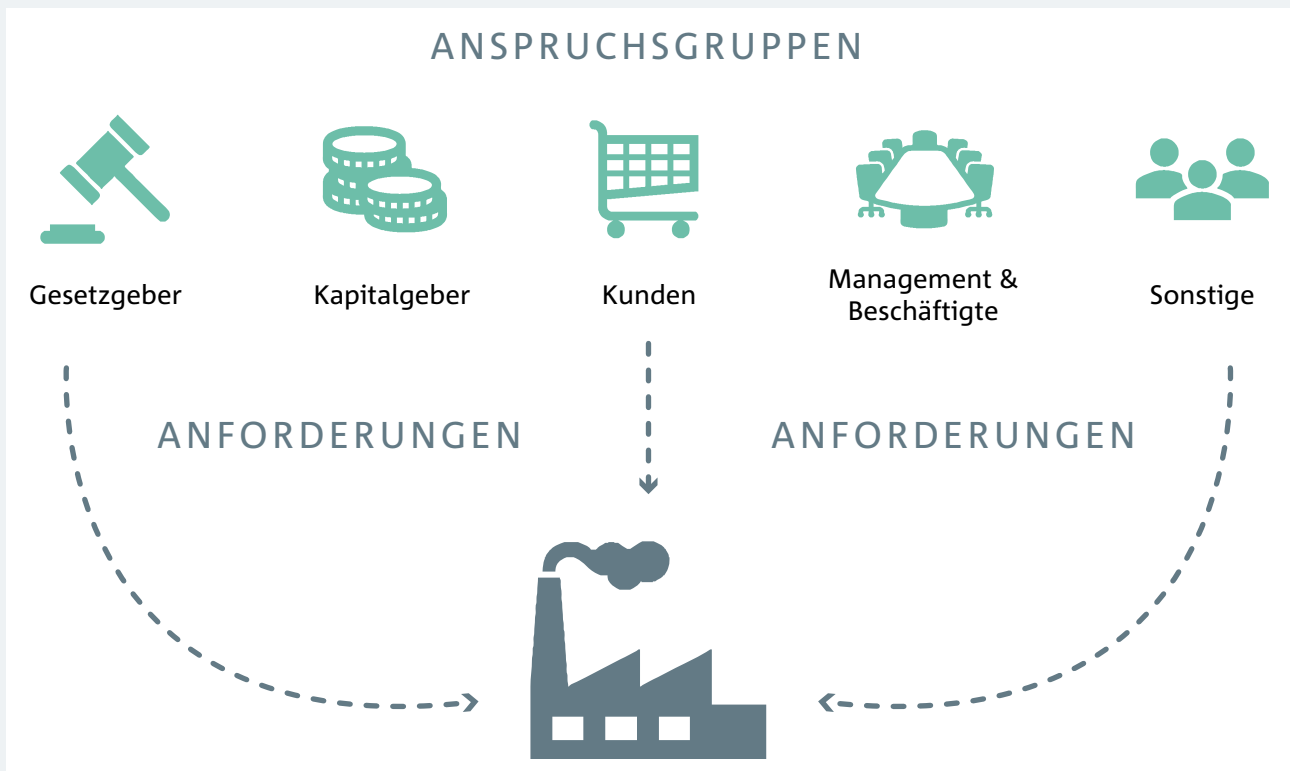 ANSPRUCHSGRUPPEN
Gesetzgeber
Kapitalgeber
Kunden
Management &
Beschäftigte
Sonstige
ANFORDERUNGEN
ANFORDERUNGEN